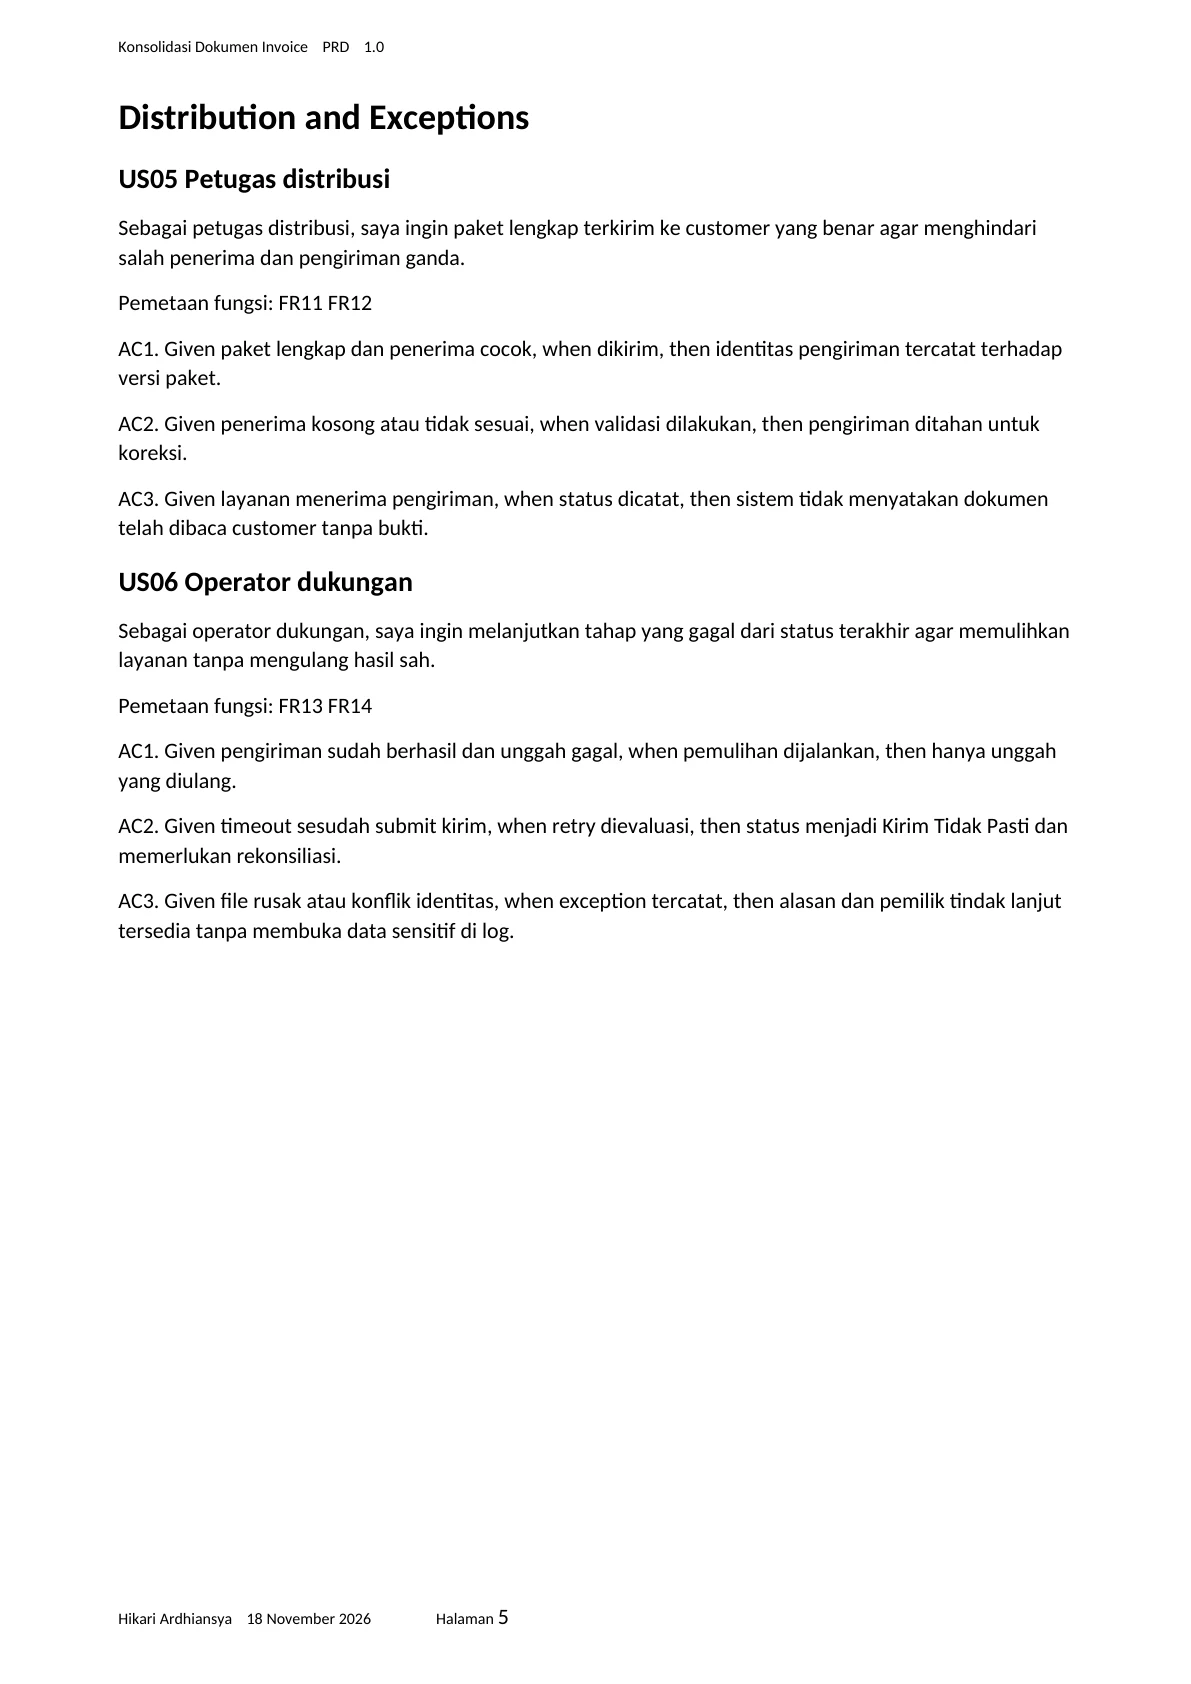 Konsolidasi Dokumen Invoice PRD 1.0
Distribution and Exceptions
US05 Petugas distribusi
Sebagai petugas distribusi, saya ingin paket lengkap terkirim ke customer yang benar agar menghindari
salah penerima dan pengiriman ganda.
Pemetaan fungsi: FR11 FR12
AC1. Given paket lengkap dan penerima cocok, when dikirim, then identitas pengiriman tercatat terhadap
versi paket.
AC2. Given penerima kosong atau tidak sesuai, when validasi dilakukan, then pengiriman ditahan untuk
koreksi.
AC3. Given layanan menerima pengiriman, when status dicatat, then sistem tidak menyatakan dokumen
telah dibaca customer tanpa bukti.
US06 Operator dukungan
Sebagai operator dukungan, saya ingin melanjutkan tahap yang gagal dari status terakhir agar memulihkan
layanan tanpa mengulang hasil sah.
Pemetaan fungsi: FR13 FR14
AC1. Given pengiriman sudah berhasil dan unggah gagal, when pemulihan dijalankan, then hanya unggah
yang diulang.
AC2. Given timeout sesudah submit kirim, when retry dievaluasi, then status menjadi Kirim Tidak Pasti dan
memerlukan rekonsiliasi.
AC3. Given file rusak atau konflik identitas, when exception tercatat, then alasan dan pemilik tindak lanjut
tersedia tanpa membuka data sensitif di log.
Hikari Ardhiansya 18 November 2026 Halaman 5